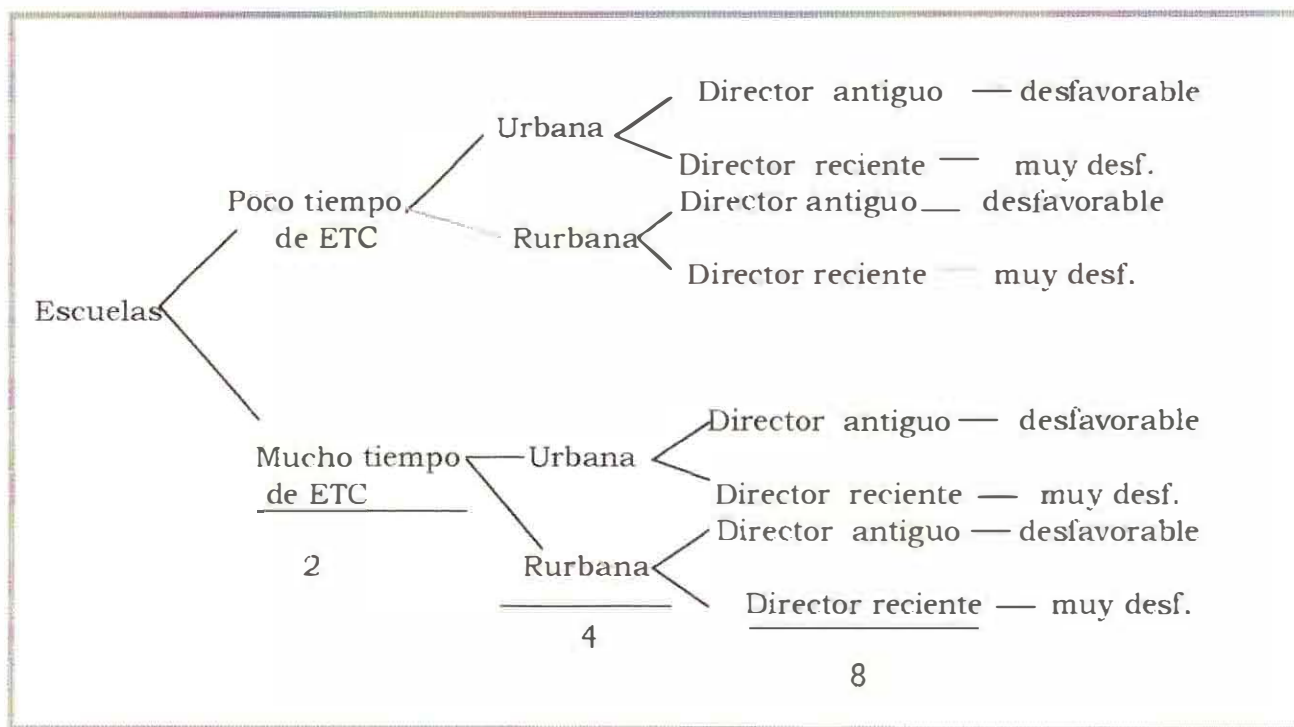 Director antiguo — desfavorable
Urbana
Director reciente — muy desf.
Poco tiempo
de ETC
Director antiguo — desfavorable
Rurbana
Director reciente — muy desf.
Escuelas
Director antiguo — desfavorable
Mucho tiempo
de ETC
Urbana
Director reciente — muy desf.
Director antiguo — desfavorable
2
Rurbana
Director reciente — muy desf.
4
8